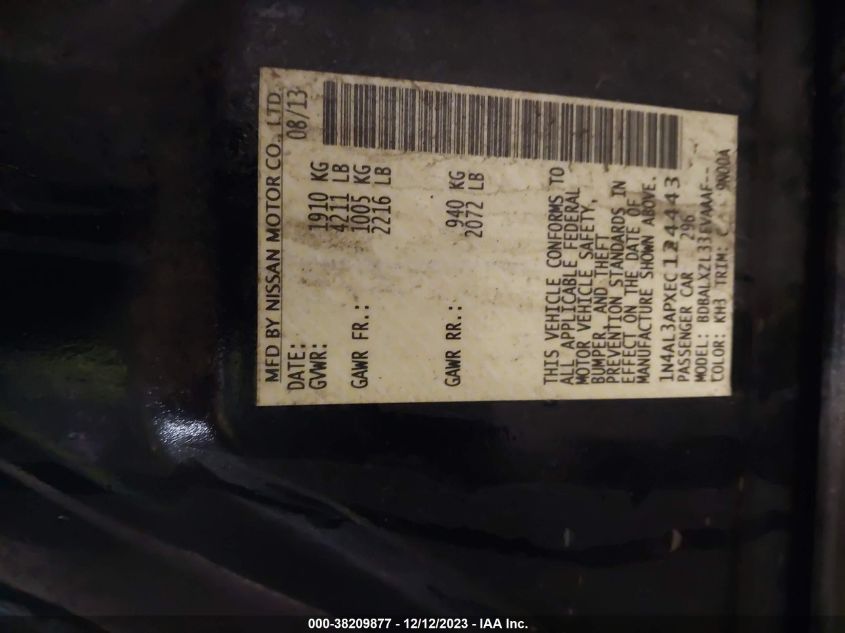 MFD BY NISSAN MOTOR CO., LTD.
DATE: 08/13
GVWR: 1910 KG
4211 LB
GAWR FR.: 1005 KG
2216 LB
GAWR RR.: 940 KG
2072 LB
THIS VEHICLE CONFORMS TO
ALL APPLICABLE FEDERAL
MOTOR VEHICLE SAFETY,
BUMPER, AND THEFT
PREVENTION STANDARDS IN
EFFECT ON THE DATE OF
MANUFACTURE SHOWN ABOVE.
1N4AL3APXEC124443
PASSENGER CAR 296
MODEL: BDBALXZL33EVAAAF--
COLOR: KH3 TRIM:
000-38209877 - 12/12/2023 - IAA Inc.